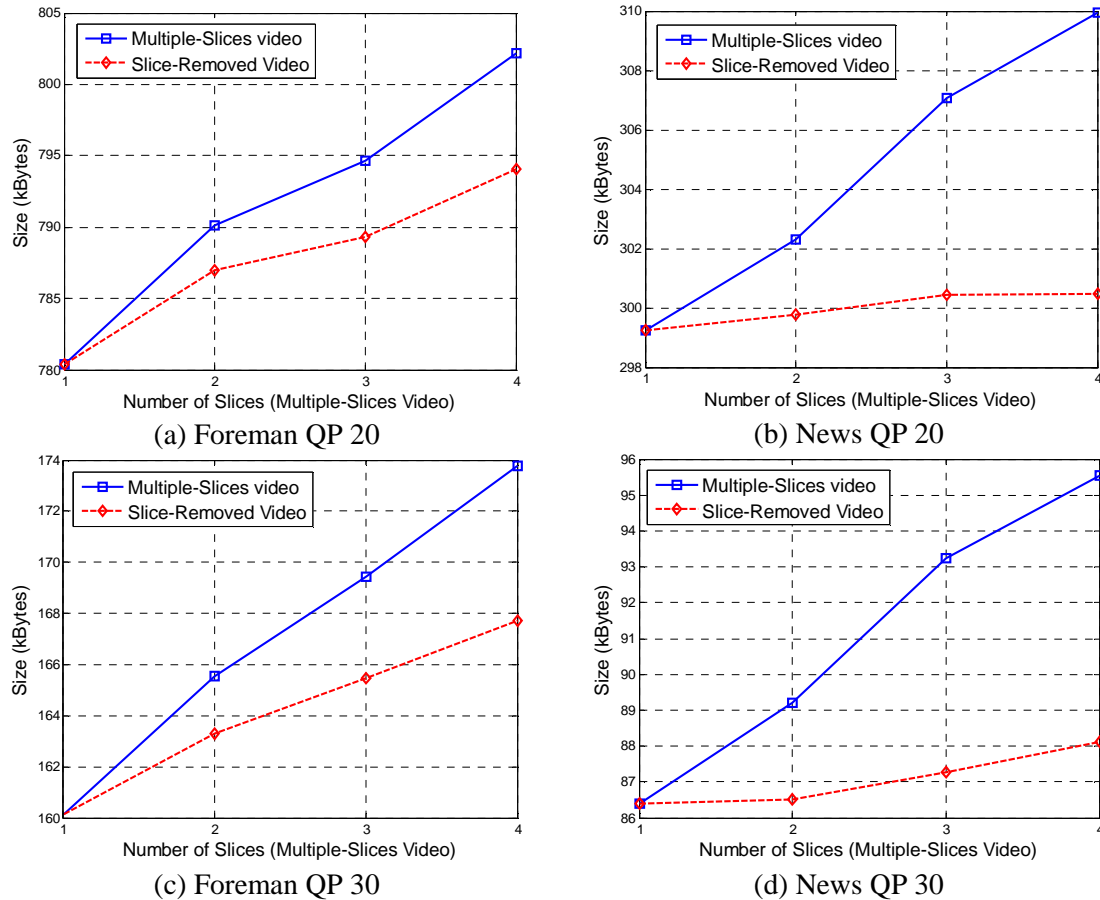 805
800
795
790
785
780
Size (kBytes)
Multiple-Slices video
Slice-Removed Video
1 2 3 4
Number of Slices (Multiple-Slices Video)
(a) Foreman QP 20
310
308
306
304
302
300
298
Size (kBytes)
Multiple-Slices video
Slice-Removed Video
1 2 3 4
Number of Slices (Multiple-Slices Video)
(b) News QP 20
174
172
170
168
166
164
162
160
Size (kBytes)
Multiple-Slices video
Slice-Removed Video
1 2 3 4
Number of Slices (Multiple-Slices Video)
(c) Foreman QP 30
96
95
94
93
92
91
90
89
88
87
86
Size (kBytes)
Multiple-Slices video
Slice-Removed Video
1 2 3 4
Number of Slices (Multiple-Slices Video)
(d) News QP 30